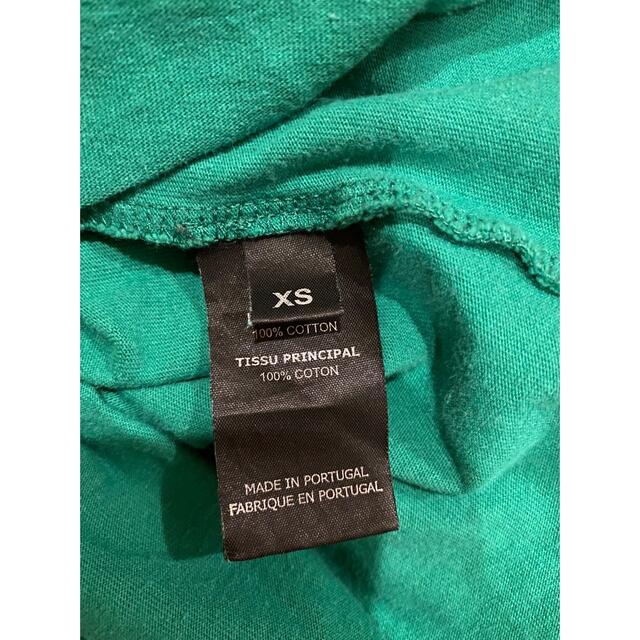 XS
100% COTTON
TISSU PRINCIPAL
100% COTON
MADE IN PORTUGAL
FABRIQUE EN PORTUGAL